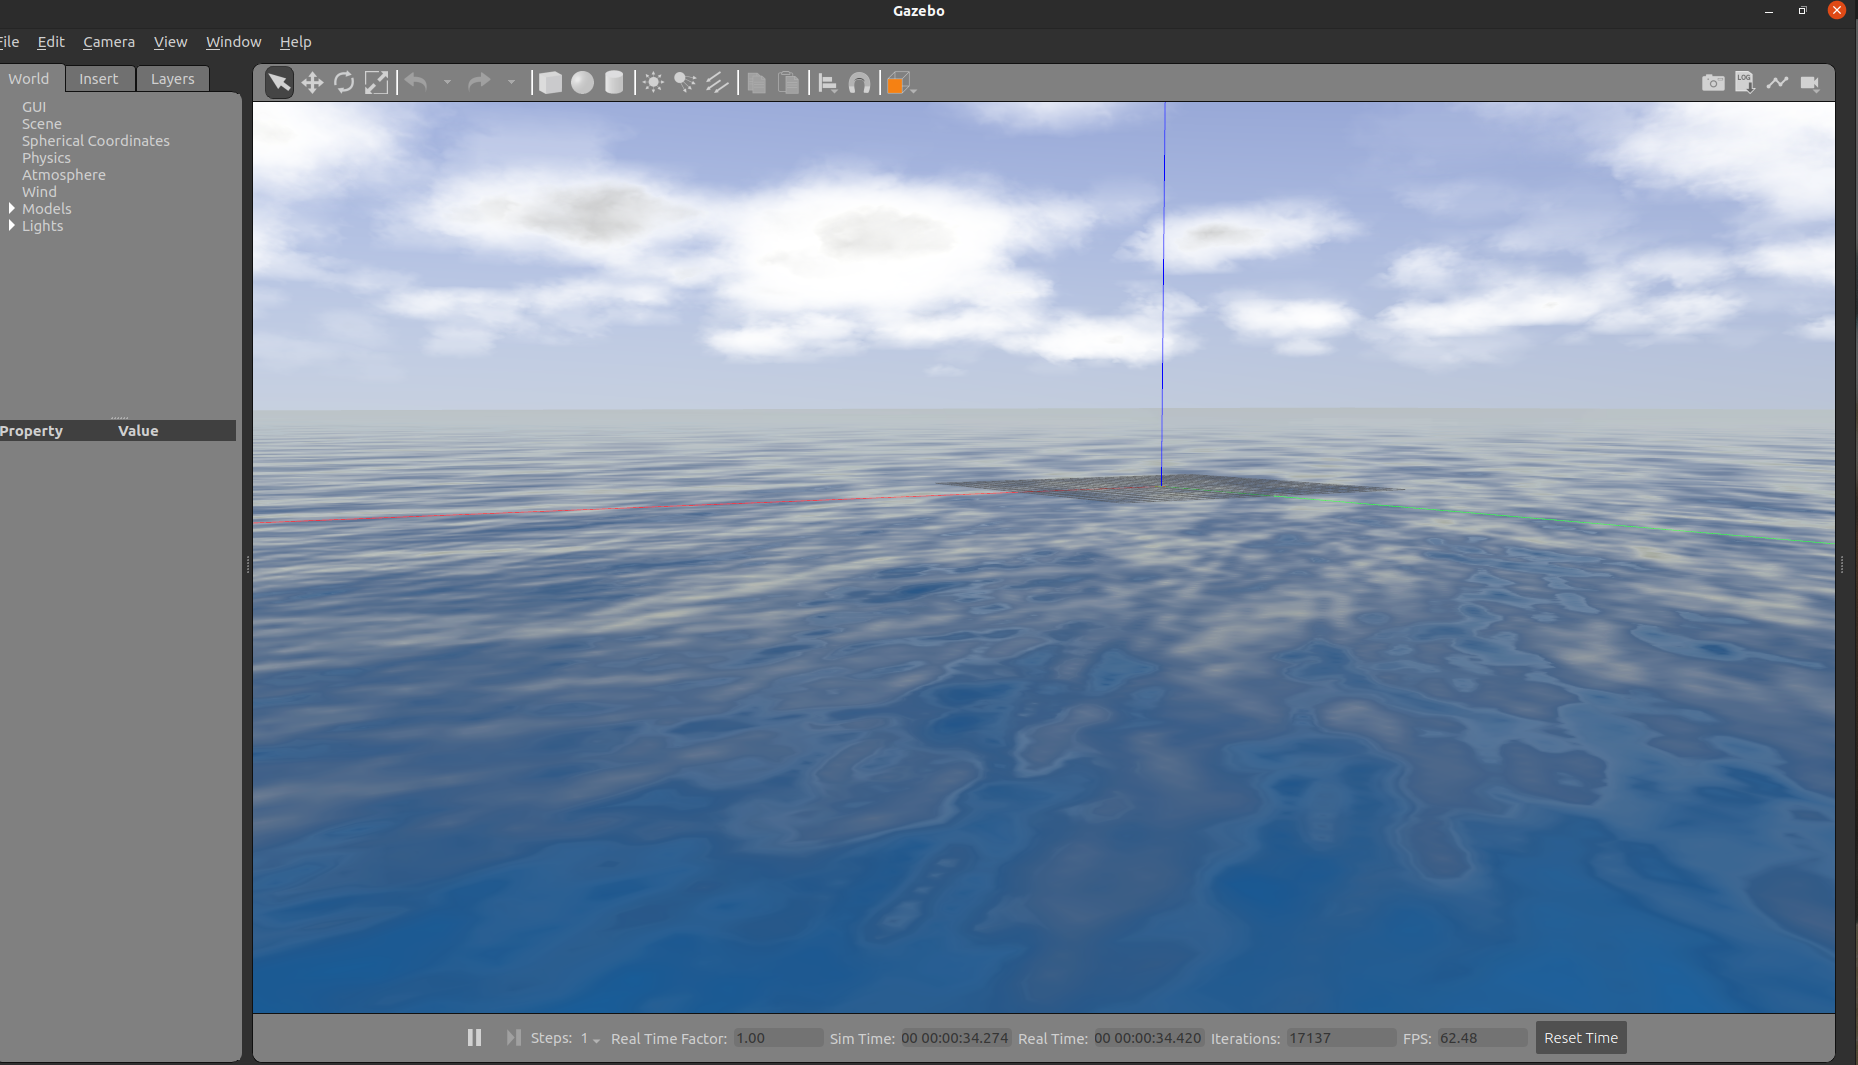 Gazebo
File Edit Camera View Window Help
World Insert Layers
LOG
GUI
Scene
Spherical Coordinates
Physics
Atmosphere
Wind
Models
Lights
Property Value
Steps: 1 Real Time Factor: 1.00 Sim Time: 00 00:00:34.274 Real Time: 00 00:00:34.420 Iterations: 17137 FPS: 62.48 Reset Time